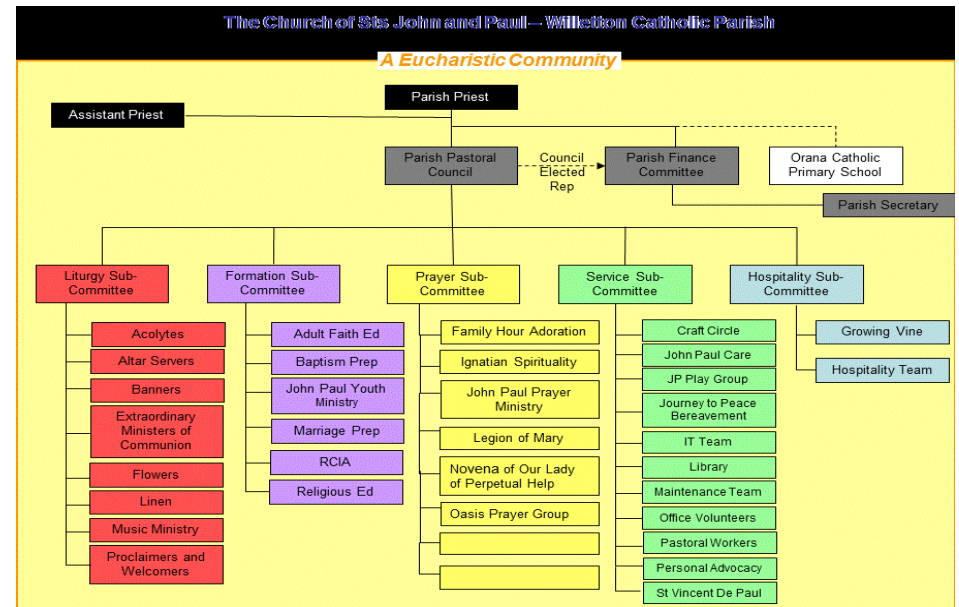 The Church of Sts John and Paul – Willetton Catholic Parish
A Eucharistic Community
Parish Priest
Assistant Priest
Parish Pastoral
Council
Council
Elected
Rep
Parish Finance
Committee
Orana Catholic
Primary School
Parish Secretary
Liturgy Sub-
Committee
Acolytes
Altar Servers
Banners
Extraordinary
Ministers of
Communion
Flowers
Linen
Music Ministry
Proclaimers and
Welcomers
Formation Sub-
Committee
Adult Faith Ed
Baptism Prep
John Paul Youth
Ministry
Marriage Prep
RCIA
Religious Ed
Prayer Sub-
Committee
Family Hour Adoration
Ignatian Spirituality
John Paul Prayer
Ministry
Legion of Mary
Novena of Our Lady
of Perpetual Help
Oasis Prayer Group
Service Sub-
Committee
Craft Circle
John Paul Care
JP Play Group
Journey to Peace
Bereavement
IT Team
Library
Maintenance Team
Office Volunteers
Pastoral Workers
Personal Advocacy
St Vincent De Paul
Hospitality Sub-
Committee
Growing Vine
Hospitality Team